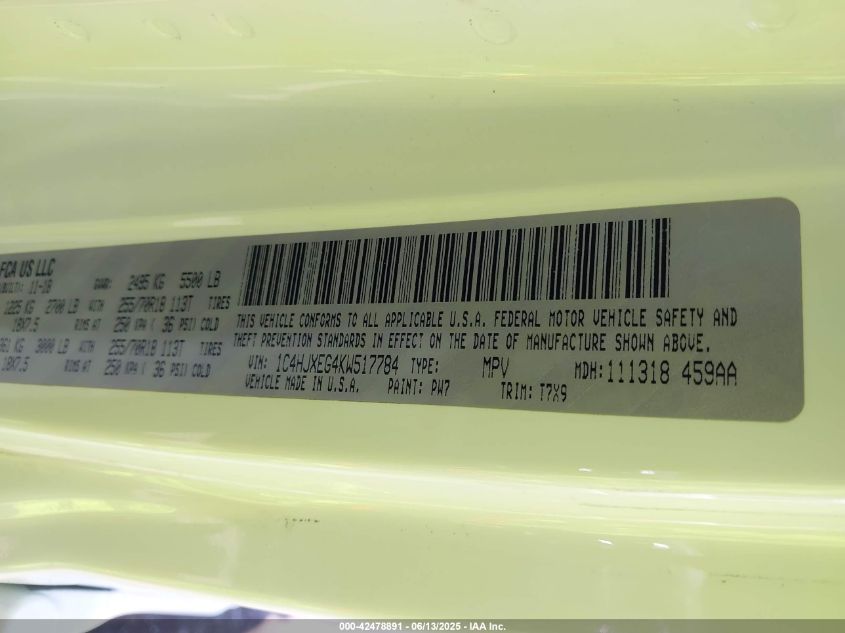 FCA US LLC
11-18 GVWR: 2495 KG 5500 LB
1225 KG 2700 LB WITH 255/70R18 113T TIRES
18X7.5 RIMS AT 250 KPA ( 36 PSI) COLD
361 KG 3000 LB WITH 255/70R18 113T TIRES
18X7.5 RIMS AT 250 KPA ( 36 PSI) COLD
THIS VEHICLE CONFORMS TO ALL APPLICABLE U.S.A. FEDERAL MOTOR VEHICLE SAFETY AND
THEFT PREVENTION STANDARDS IN EFFECT ON THE DATE OF MANUFACTURE SHOWN ABOVE.
VIN: 1C4HJXEG4KW517784 TYPE: MPV MDH: 111318 459AA
VEHICLE MADE IN U.S.A. PAINT: PW7 TRIM: T7X9
000-42478891 - 06/13/2025 - IAA Inc.